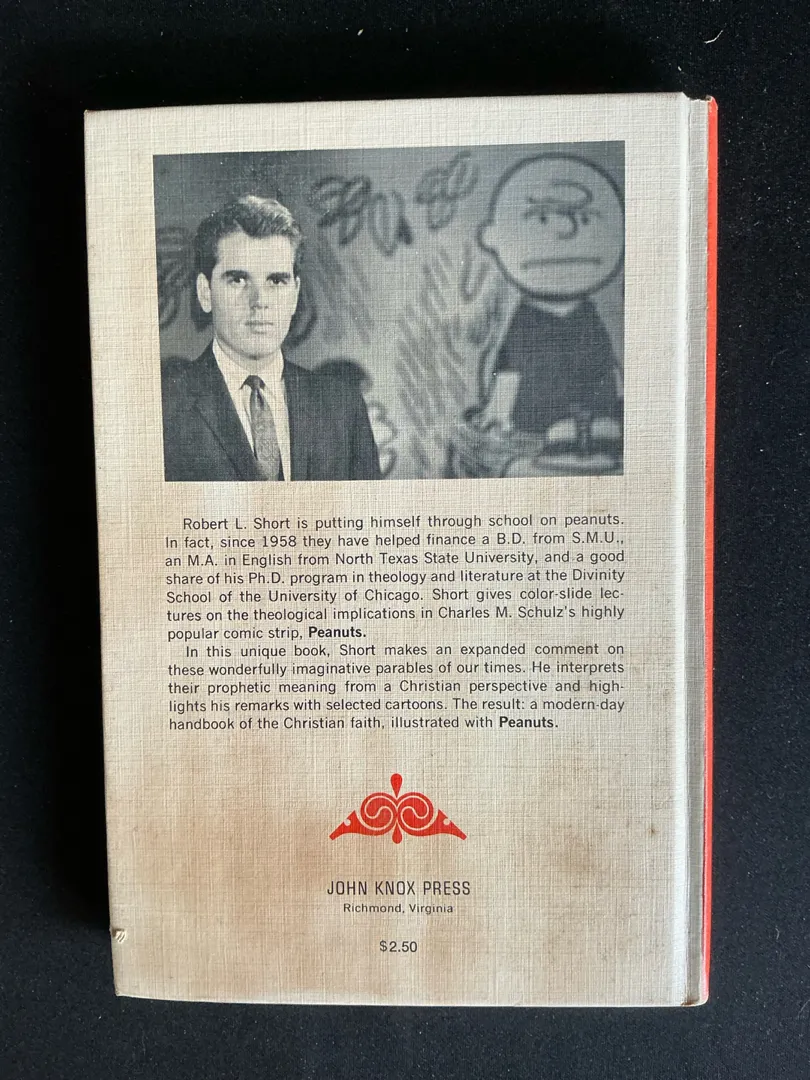 Robert L. Short is putting himself through school on peanuts.
In fact, since 1958 they have helped finance a B.D. from S.M.U.,
an M.A. in English from North Texas State University, and a good
share of his Ph.D. program in theology and literature at the Divinity
School of the University of Chicago. Short gives color-slide lec-
tures on the theological implications in Charles M. Schulz's highly
popular comic strip, Peanuts.
In this unique book, Short makes an expanded comment on
these wonderfully imaginative parables of our times. He interprets
their prophetic meaning from a Christian perspective and high-
lights his remarks with selected cartoons. The result: a modern-day
handbook of the Christian faith, illustrated with Peanuts.
JOHN KNOX PRESS
Richmond, Virginia
$2.50